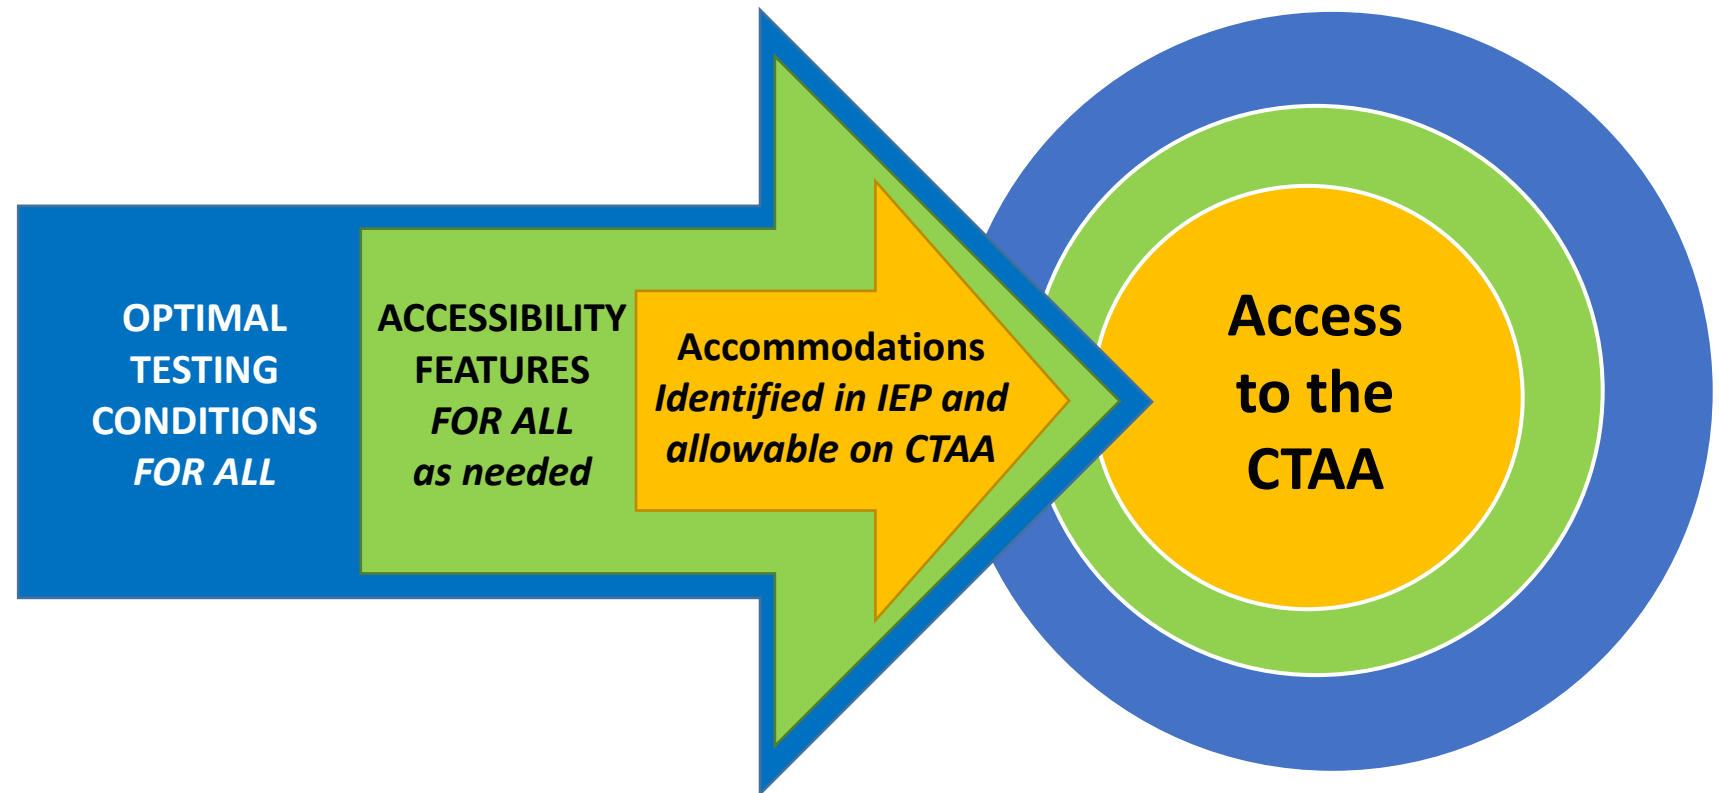 OPTIMAL
TESTING
CONDITIONS
FOR ALL
ACCESSIBILITY
FEATURES
FOR ALL
as needed
Accommodations
Identified in IEP and
allowable on CTAA
Access
to the
CTAA